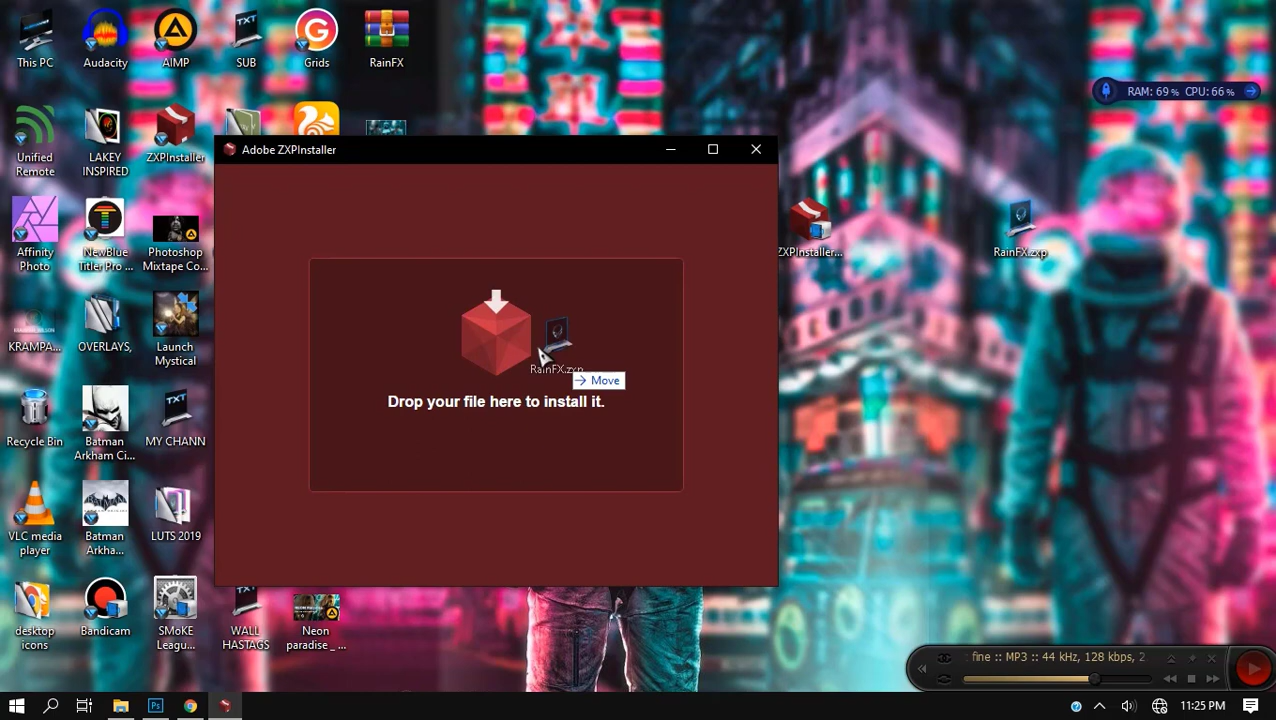 This PC
Audacity
AIMP
SUB
Grids
RainFX
RAM: 69 % CPU: 66 %
Unified
Remote
LAKEY
INSPIRED
ZXPInstaller
Adobe ZXPInstaller
Affinity
Photo
NewBlue
Titler Pro ...
Photoshop
Mixtape Co...
ZXPInstaller...
RainFX.zxp
KRAMPA...
OVERLAYS,
Launch
Mystical
RainFX.zxp
Move
Drop your file here to install it.
Recycle Bin
Batman
Arkham Ci...
TXT
MY CHANN
VLC media
player
Batman
Arkha...
LUTS 2019
desktop
icons
Bandicam
SMoKE
Leagu...
WALL
HASTAGS
Neon
paradise _ ...
: fine :: MP3 :: 44 kHz, 128 kbps, 2
Ps
11:25 PM